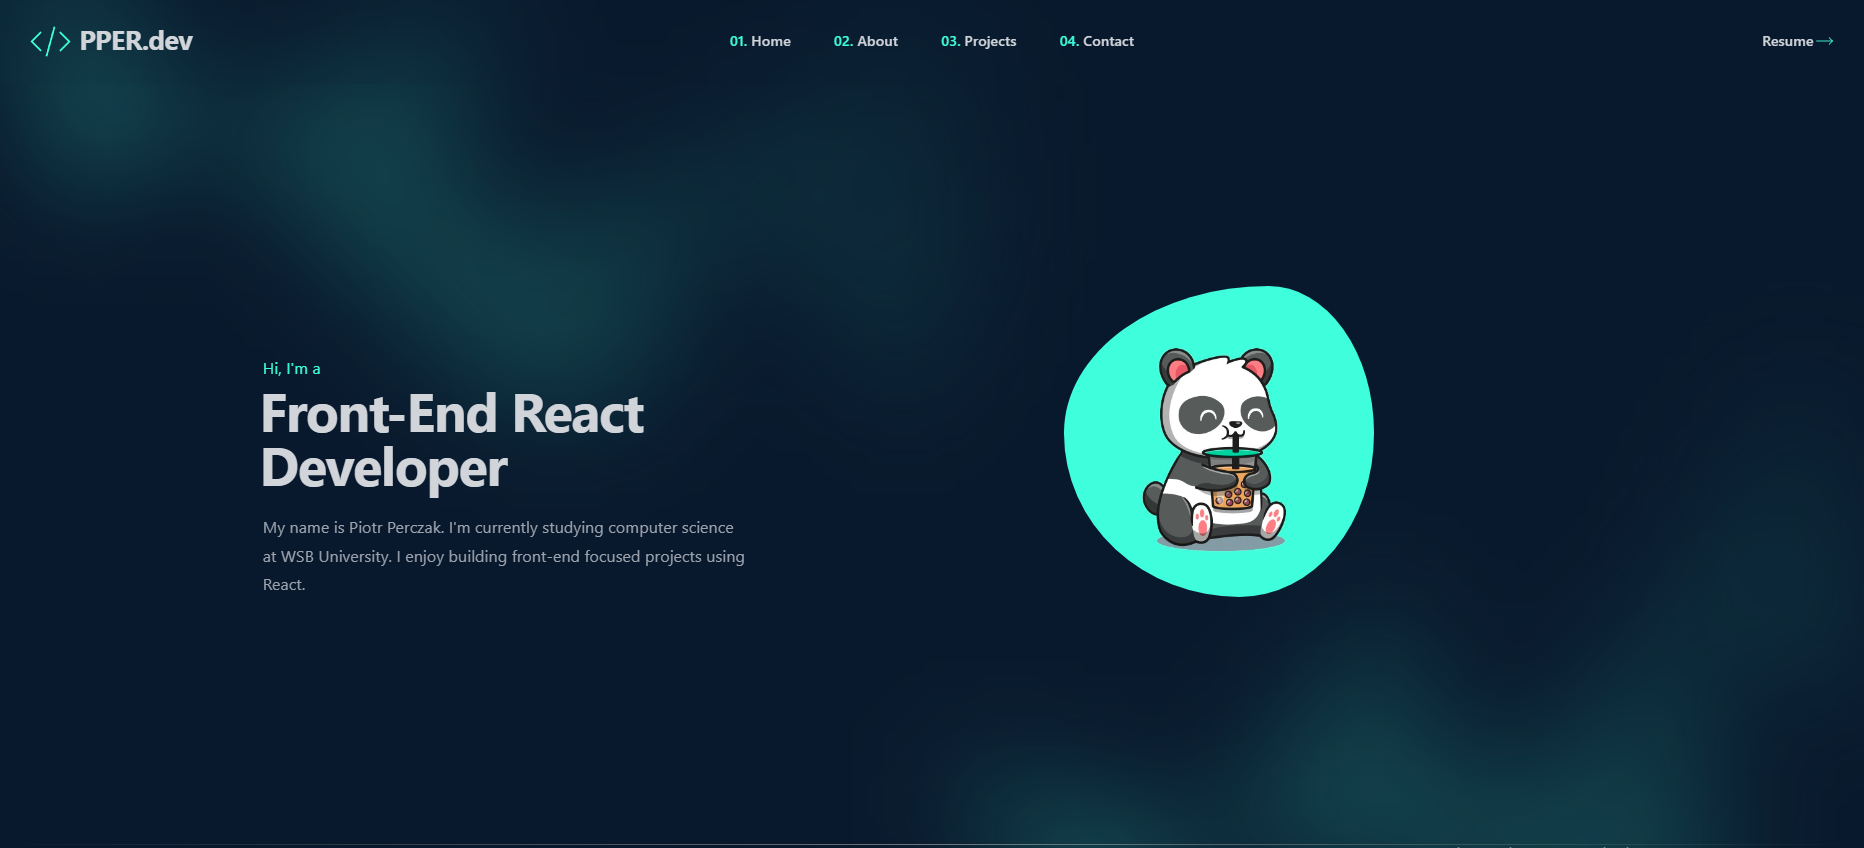 </> PPER.dev
01. Home 02. About 03. Projects 04. Contact
Resume
Hi, I'm a
Front-End React
Developer
My name is Piotr Perczak. I'm currently studying computer science
at WSB University. I enjoy building front-end focused projects using
React.